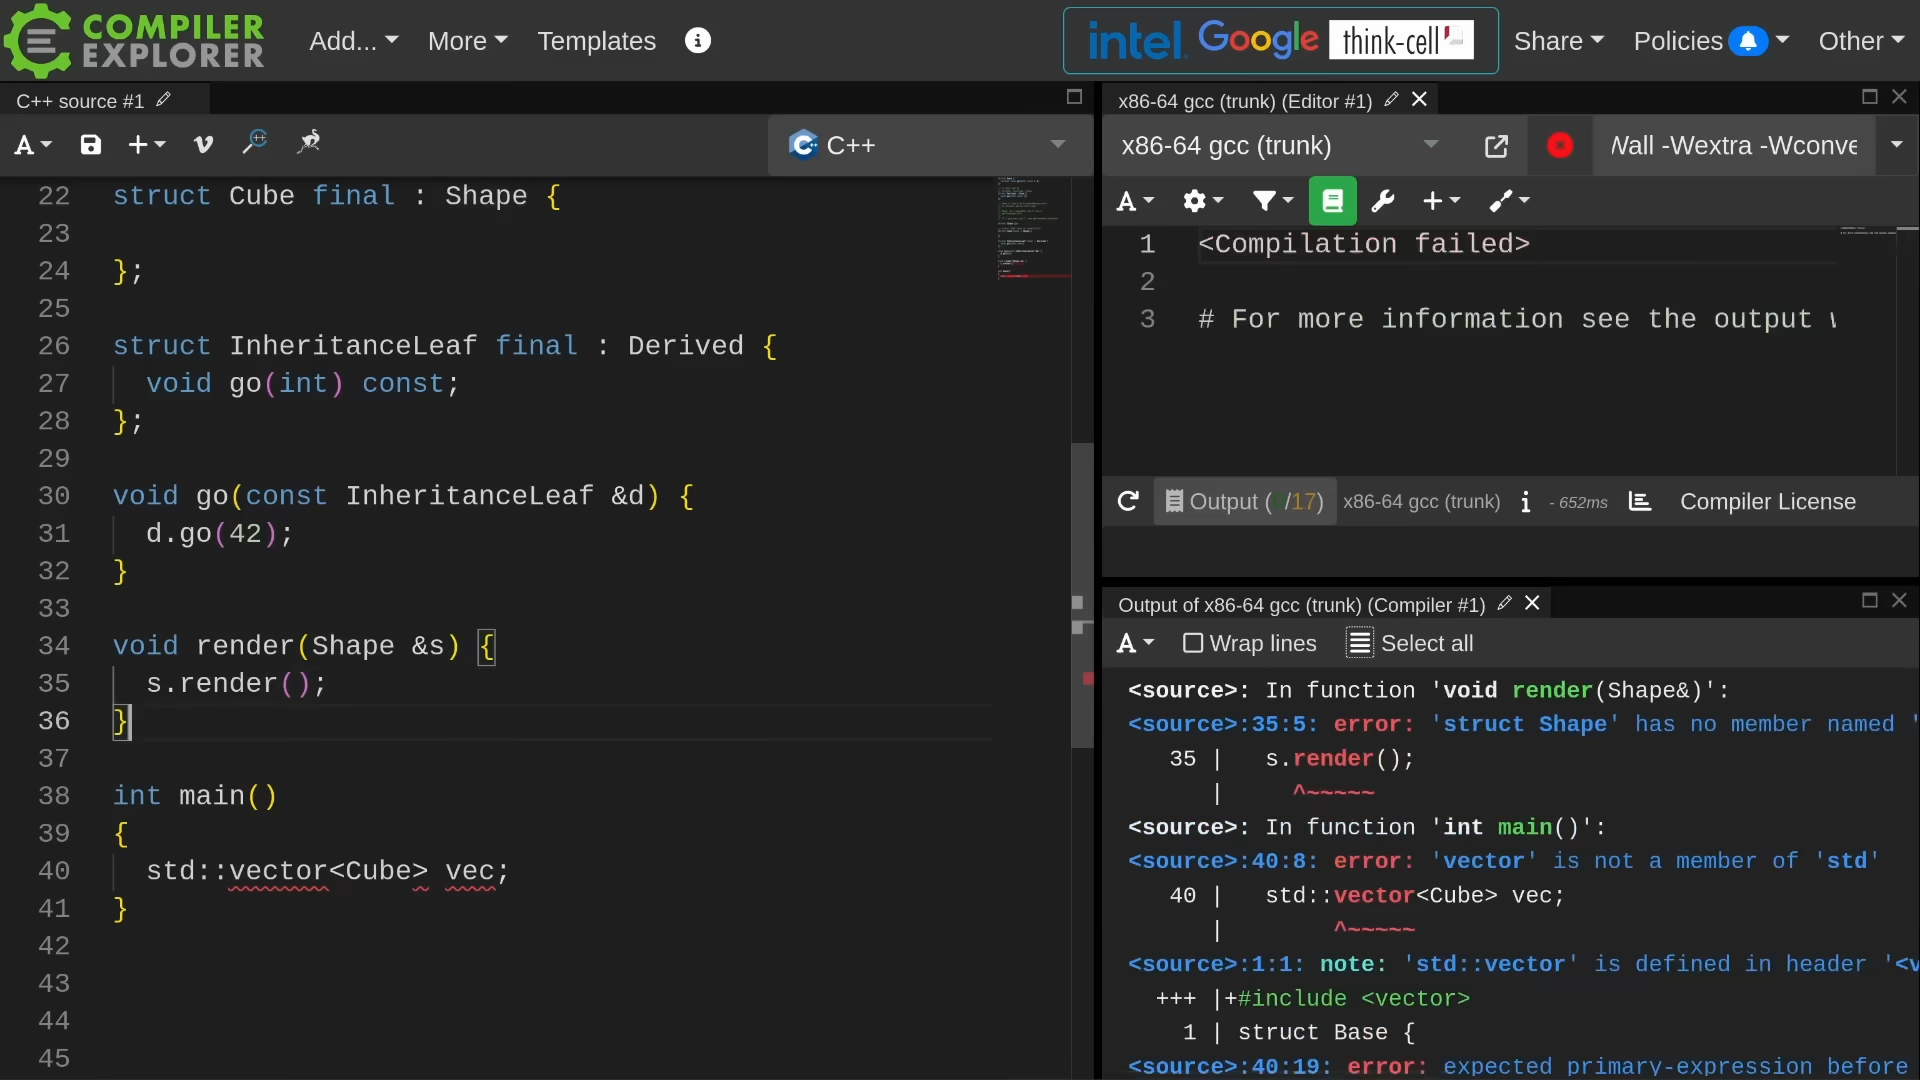 COMPILER EXPLORER
Add...
More
Templates
intel.
Google
think-cell
Share
Policies
Other
C++ source #1
x86-64 gcc (trunk) (Editor #1)
A
C++
x86-64 gcc (trunk)
Wall -Wextra -Wconve
A
22 struct Cube final : Shape {
23
24 };
25
26 struct InheritanceLeaf final : Derived {
27 void go(int) const;
28 };
29
30 void go(const InheritanceLeaf &d) {
31 d.go(42);
32 }
33
34 void render(Shape &s) {
35 s.render();
36 }
37
38 int main()
39 {
40 std::vector<Cube> vec;
41 }
42
43
44
45
1 <Compilation failed>
2
3 # For more information see the output
Output ( /17)
x86-64 gcc (trunk)
- 652ms
Compiler License
Output of x86-64 gcc (trunk) (Compiler #1)
A
Wrap lines
Select all
<source>: In function 'void render(Shape&)':
<source>:35:5: error: 'struct Shape' has no member named '
35 | s.render();
| ^~~~~~
<source>: In function 'int main()':
<source>:40:8: error: 'vector' is not a member of 'std'
40 | std::vector<Cube> vec;
| ^~~~~~
<source>:1:1: note: 'std::vector' is defined in header '<v
+++ |+#include <vector>
1 | struct Base {
<source>:40:19: error: expected primary-expression before